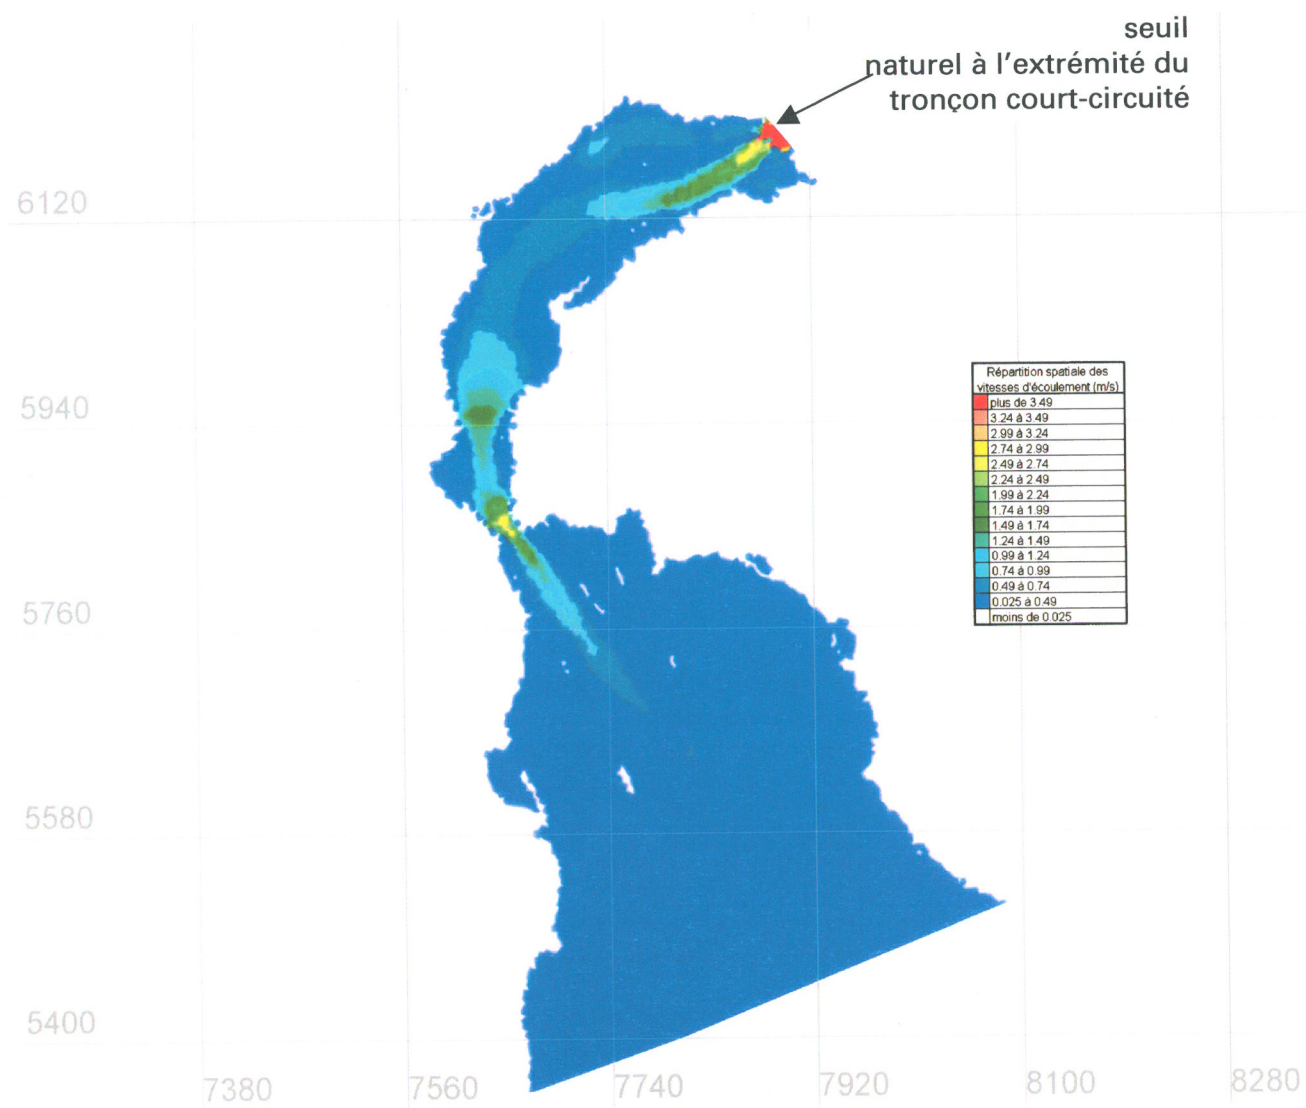 seuil
naturel à l'extrémité du
tronçon court-circuité
6120
5940
5760
5580
5400
7380
7560
7740
7920
8100
8280
Répartition spatiale des
vitesses d'écoulement (m/s)
plus de 3.49
3.24 à 3.49
2.99 à 3.24
2.74 à 2.99
2.49 à 2.74
2.24 à 2.49
1.99 à 2.24
1.74 à 1.99
1.49 à 1.74
1.24 à 1.49
0.99 à 1.24
0.74 à 0.99
0.49 à 0.74
0.025 à 0.49
moins de 0.025